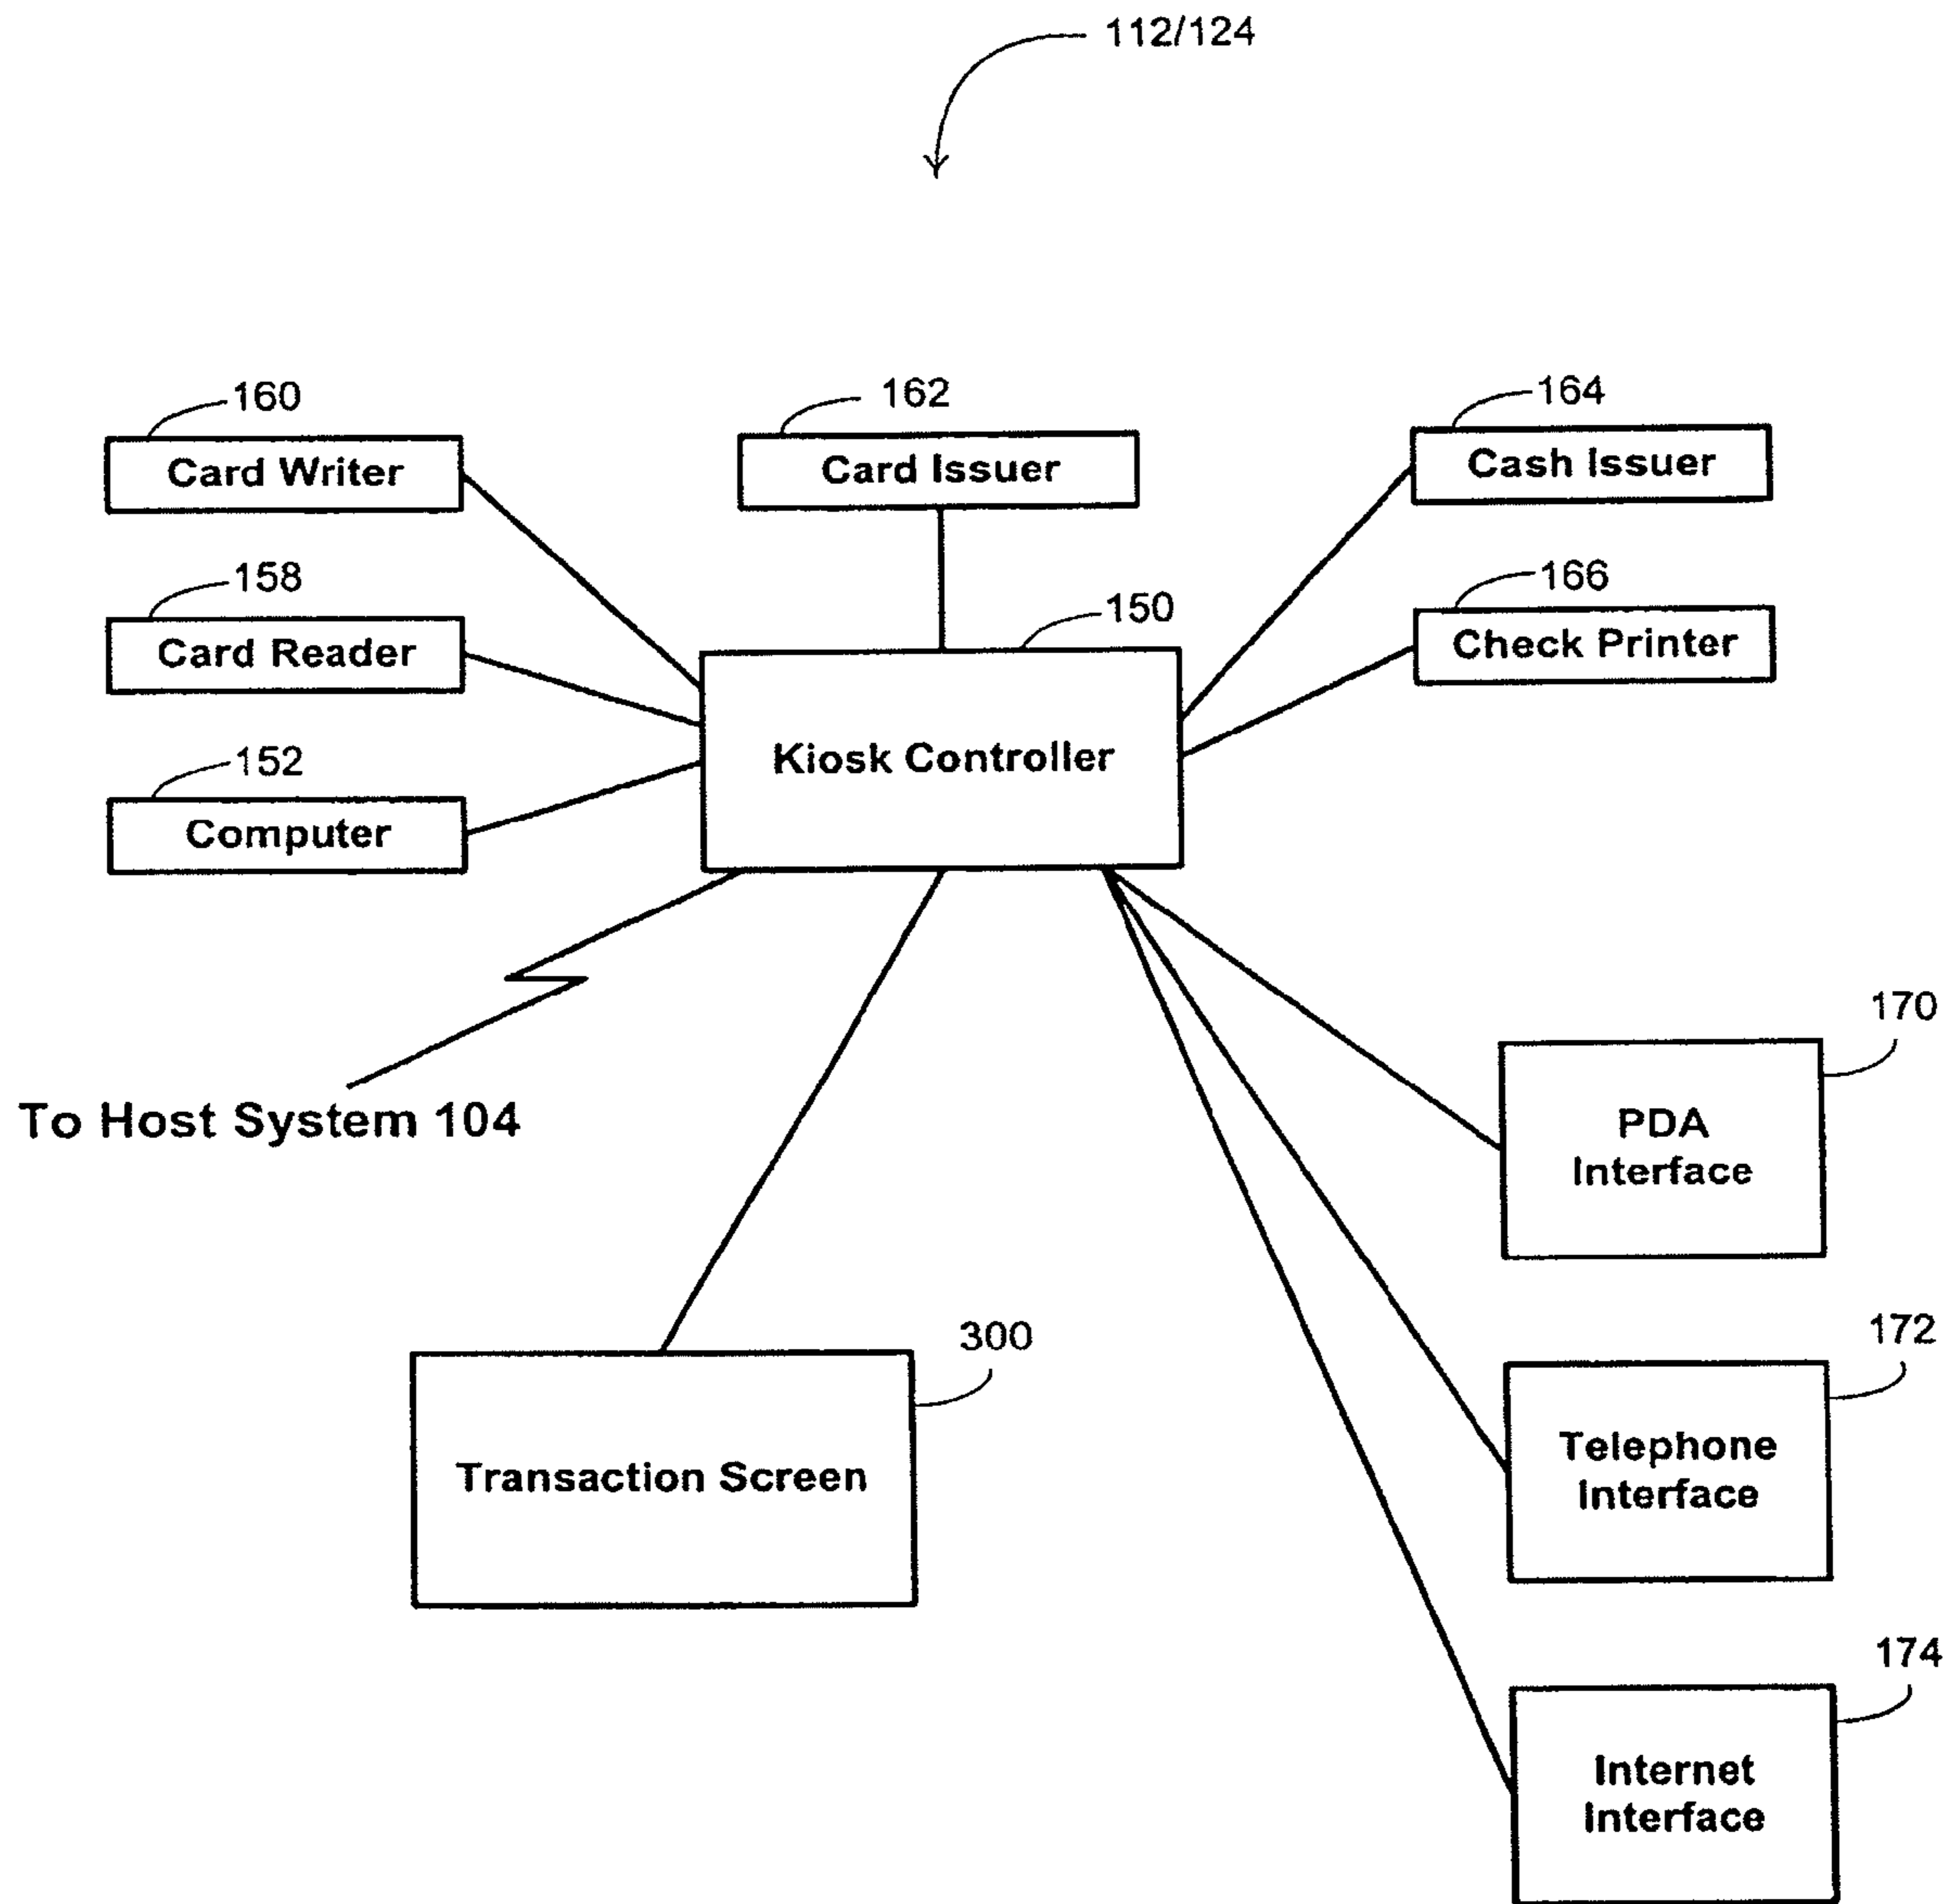 112/124
160
162
164
Card Writer
Card Issuer
Cash Issuer
158
166
150
Card Reader
Check Printer
Kiosk Controller
152
Computer
170
To Host System 104
PDA
Interface
300
172
Transaction Screen
Telephone
Interface
174
Internet
Interface